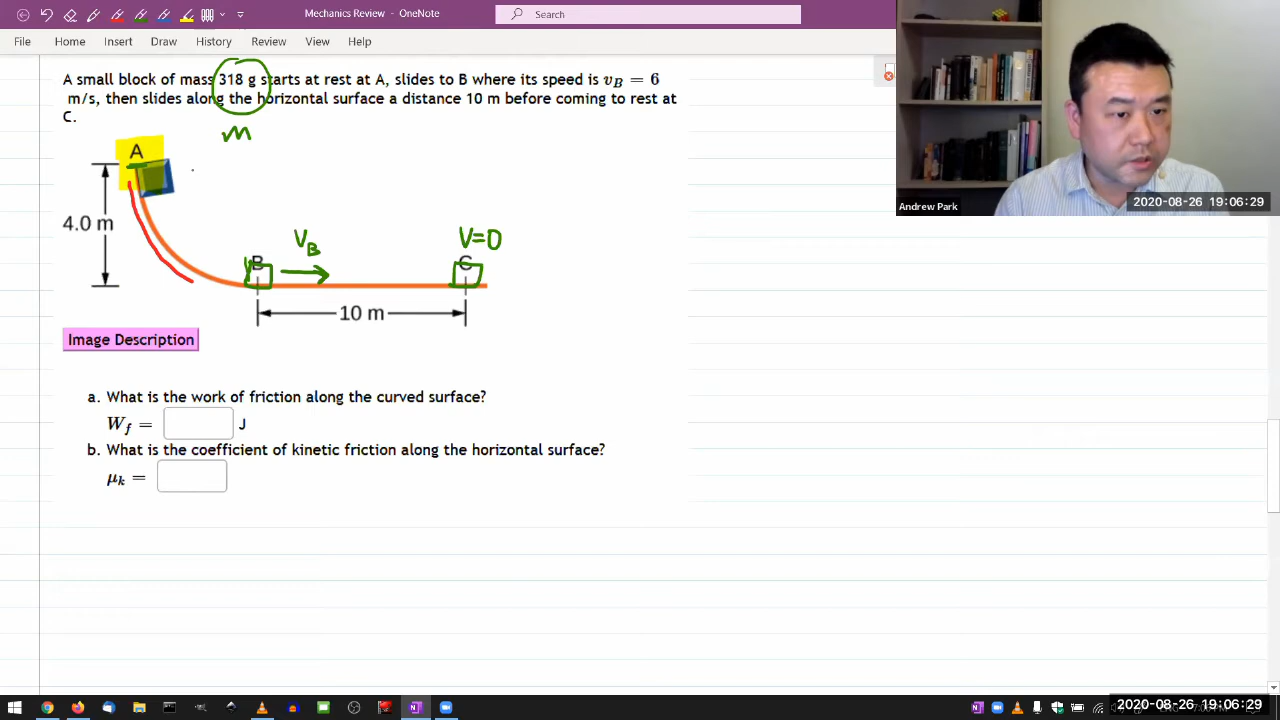 Mechanics Review - OneNote
Search
File Home Insert Draw History Review View Help
A small block of mass 318 g starts at rest at A, slides to B where its speed is v_B = 6
m/s, then slides along the horizontal surface a distance 10 m before coming to rest at
C.
m
A
4.0 m
V_B
V=0
B
C
10 m
Image Description
a. What is the work of friction along the curved surface?
W_f = J
b. What is the coefficient of kinetic friction along the horizontal surface?
μ_k =
Andrew Park
2020-08-26 19:06:29
2020-08-26 19:06:29